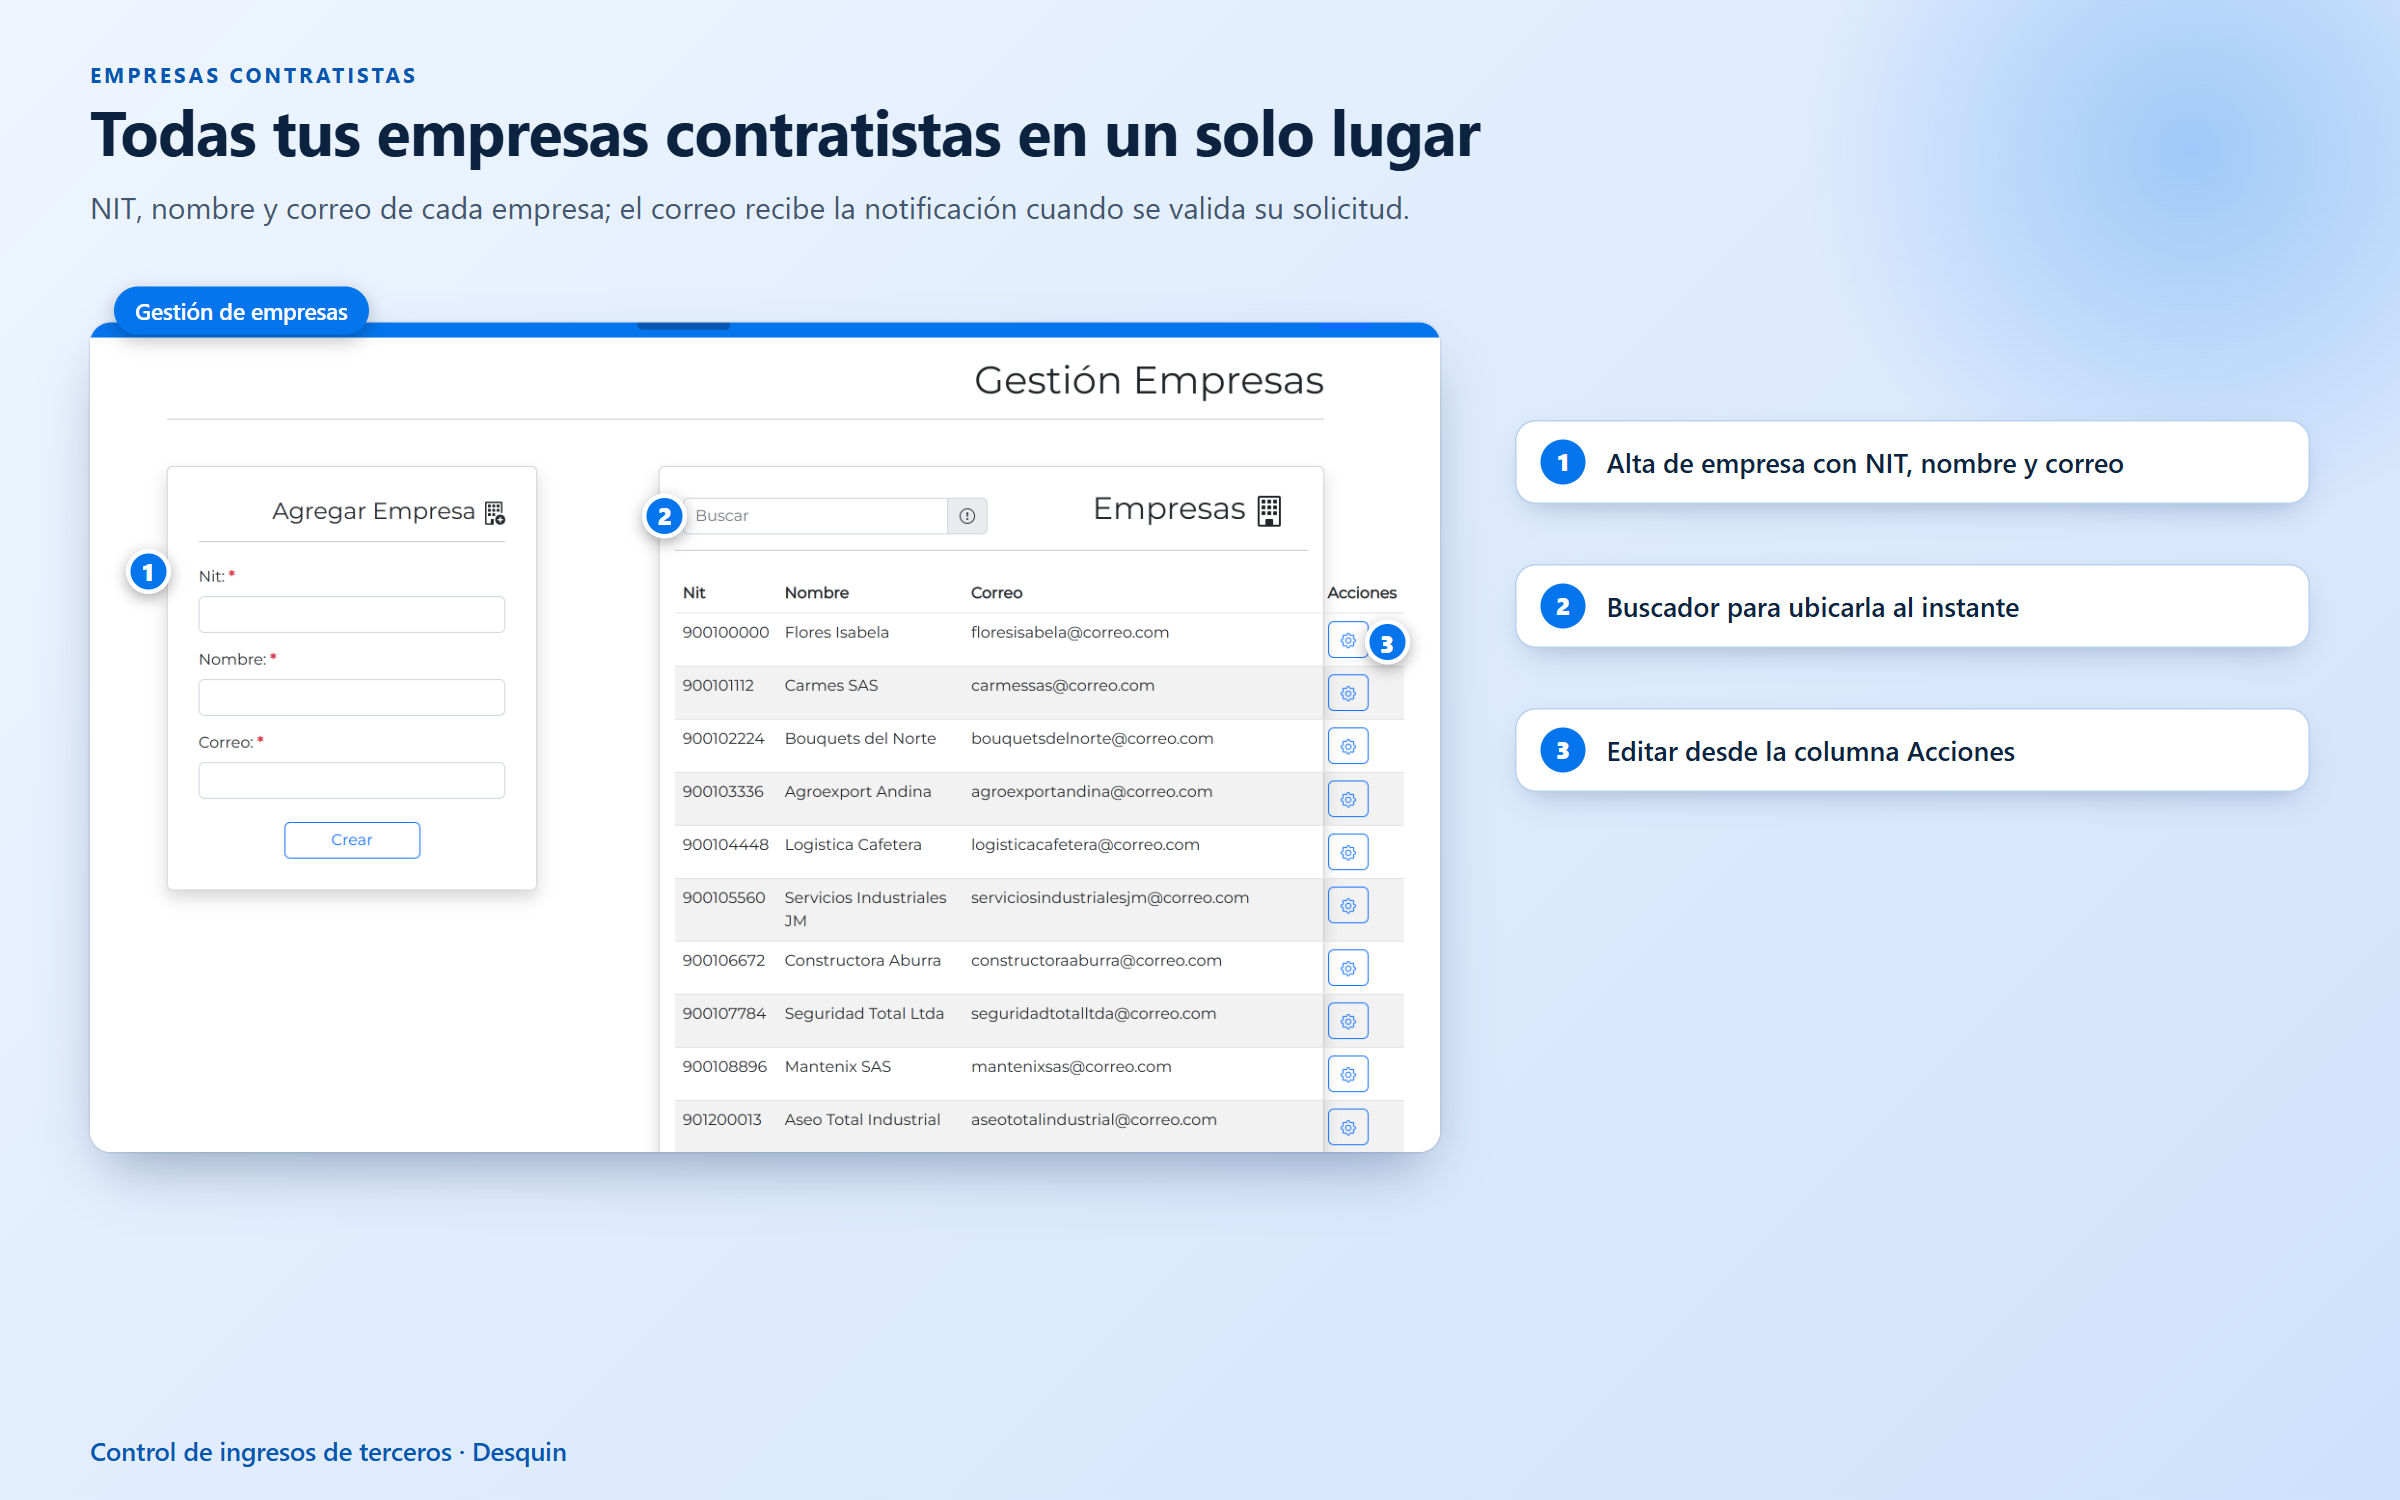 EMPRESAS CONTRATISTAS
Todas tus empresas contratistas en un solo lugar
NIT, nombre y correo de cada empresa; el correo recibe la notificación cuando se valida su solicitud.
Gestión de empresas
Gestión Empresas
Agregar Empresa
1
Nit: *
Nombre: *
Correo: *
Crear
2
Buscar
Empresas
Nit Nombre Correo Acciones
900100000 Flores Isabela floresisabela@correo.com
3
900101112 Carmes SAS carmessas@correo.com
900102224 Bouquets del Norte bouquetsdelnorte@correo.com
900103336 Agroexport Andina agroexportandina@correo.com
900104448 Logistica Cafetera logisticacafetera@correo.com
900105560 Servicios Industriales serviciosindustrialesjm@correo.com
JM
900106672 Constructora Aburra constructoraaburra@correo.com
900107784 Seguridad Total Ltda seguridadtotalltda@correo.com
900108896 Mantenix SAS mantenixsas@correo.com
901200013 Aseo Total Industrial aseototalindustrial@correo.com
1 Alta de empresa con NIT, nombre y correo
2 Buscador para ubicarla al instante
3 Editar desde la columna Acciones
Control de ingresos de terceros · Desquin